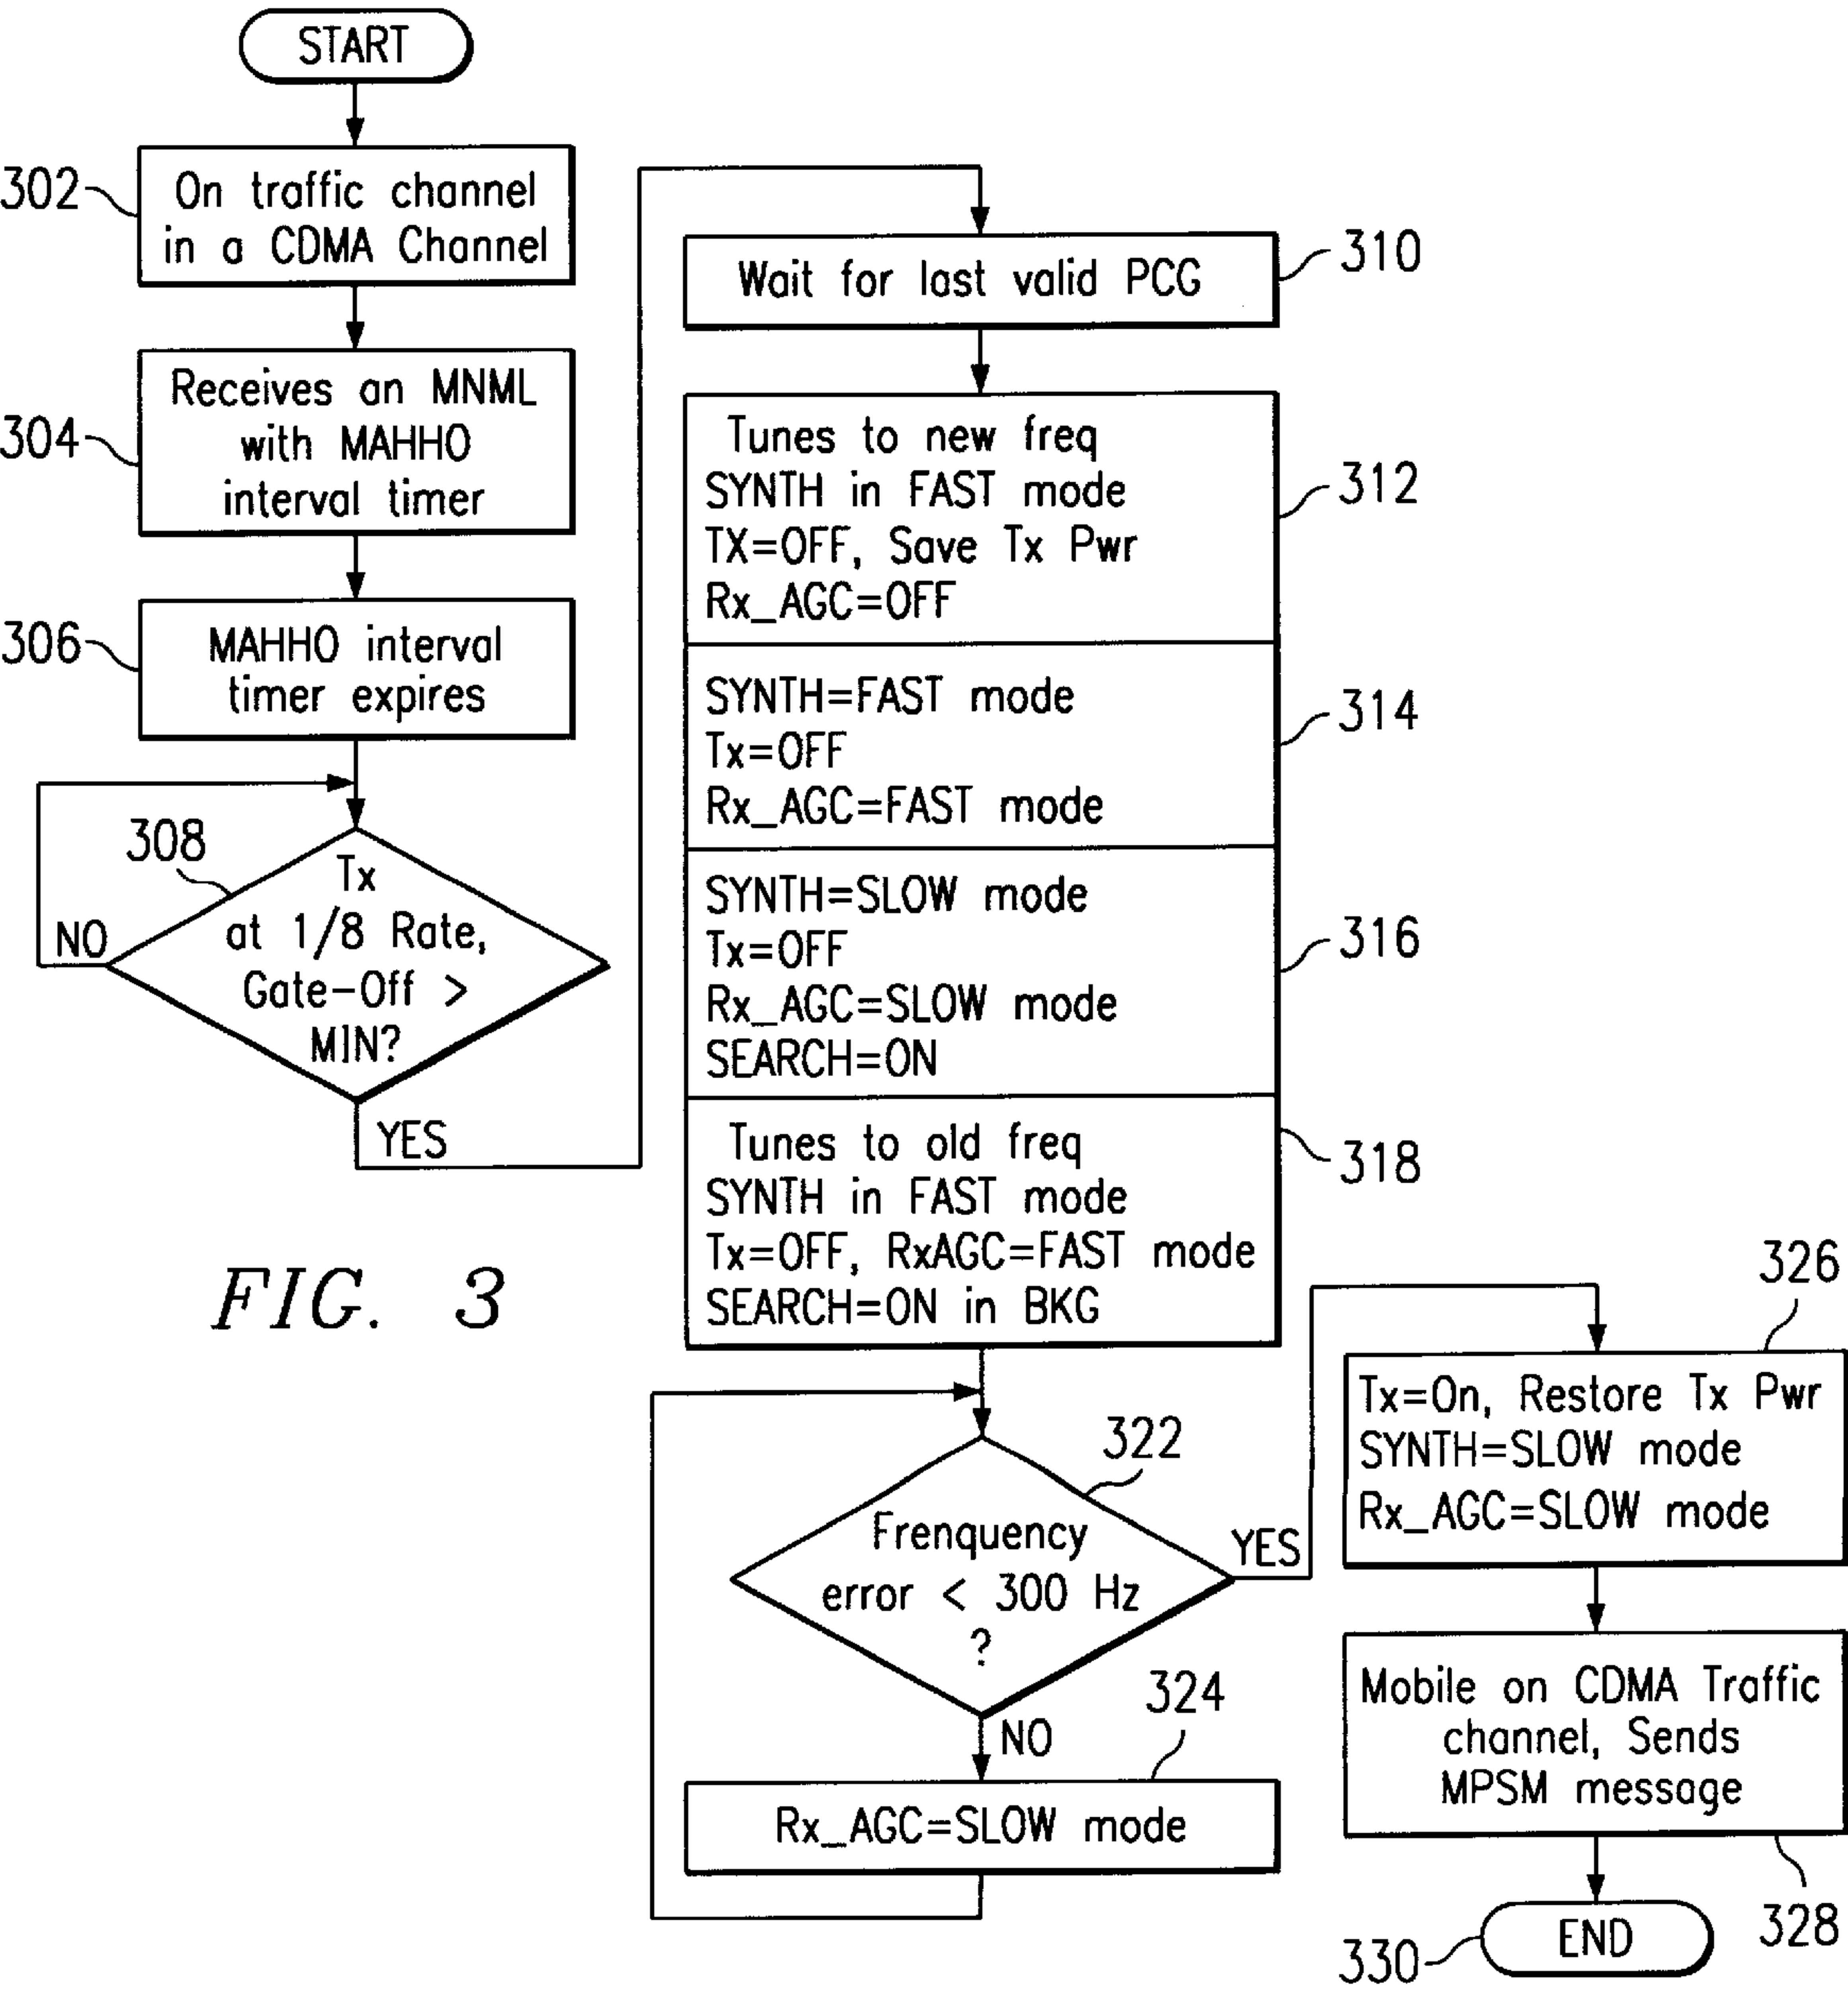 START
302
On traffic channel
in a CDMA Channel
304
Receives an MNML
with MAHHO
interval timer
306
MAHHO interval
timer expires
308
Tx
at 1/8 Rate,
Gate-Off >
MIN?
NO
YES
310
Wait for last valid PCG
312
Tunes to new freq
SYNTH in FAST mode
TX=OFF, Save Tx Pwr
Rx_AGC=OFF
314
SYNTH=FAST mode
Tx=OFF
Rx_AGC=FAST mode
316
SYNTH=SLOW mode
Tx=OFF
Rx_AGC=SLOW mode
SEARCH=ON
318
Tunes to old freq
SYNTH in FAST mode
Tx=OFF, RxAGC=FAST mode
SEARCH=ON in BKG
322
Frenquency
error < 300 Hz
?
YES
NO
324
Rx_AGC=SLOW mode
326
Tx=On, Restore Tx Pwr
SYNTH=SLOW mode
Rx_AGC=SLOW mode
Mobile on CDMA Traffic
channel, Sends
MPSM message
328
END
330
FIG. 3